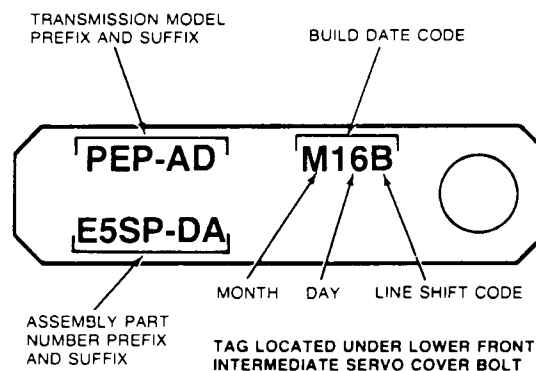 TRANSMISSION MODEL
PREFIX AND SUFFIX
BUILD DATE CODE
PEP-AD
M16B
E5SP-DA
MONTH
DAY
LINE SHIFT CODE
ASSEMBLY PART
NUMBER PREFIX
AND SUFFIX
TAG LOCATED UNDER LOWER FRONT
INTERMEDIATE SERVO COVER BOLT